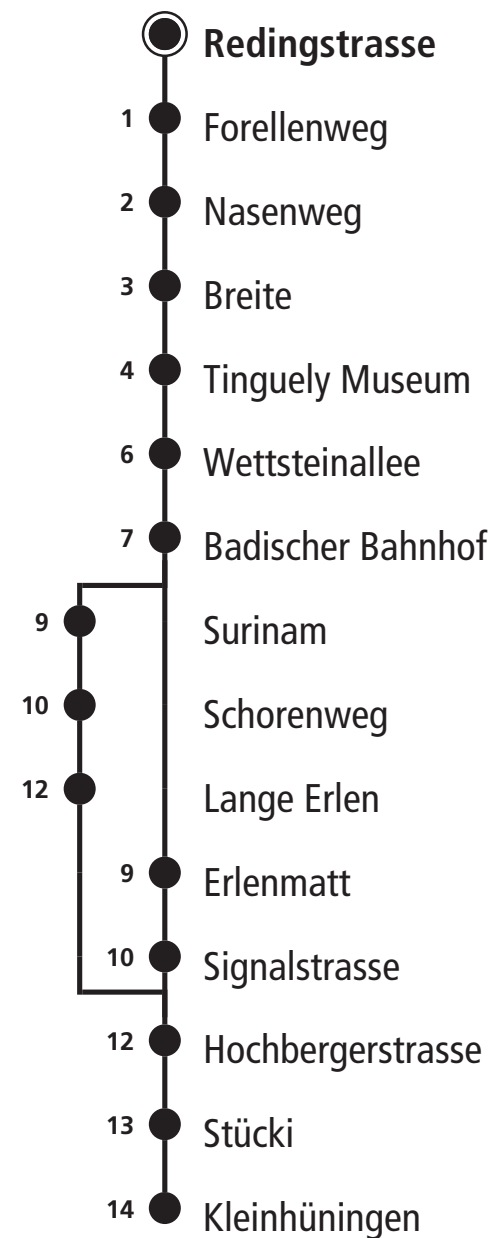 Redingstrasse
1 Forellenweg
2 Nasenweg
3 Breite
4 Tinguely Museum
6 Wettsteinallee
7 Badischer Bahnhof
9 Surinam
10 Schorenweg
12 Lange Erlen
9 Erlenmatt
10 Signalstrasse
12 Hochbergerstrasse
13 Stücki
14 Kleinhüningen